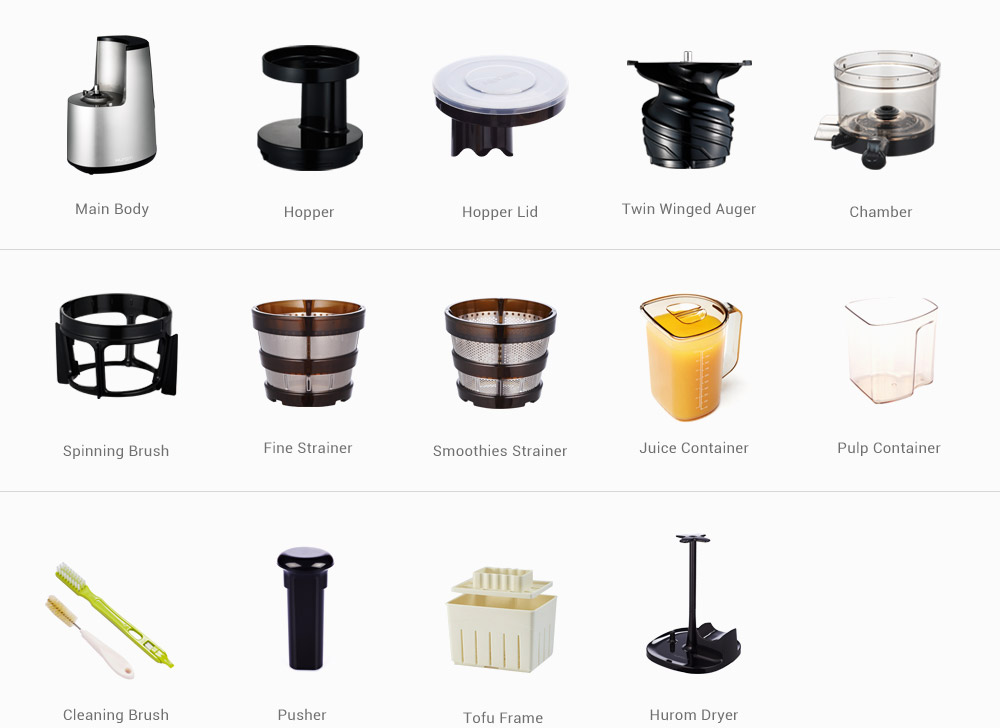 Main Body
Hopper
Hopper Lid
Twin Winged Auger
Chamber
Spinning Brush
Fine Strainer
Smoothies Strainer
Juice Container
Pulp Container
Cleaning Brush
Pusher
Tofu Frame
Hurom Dryer